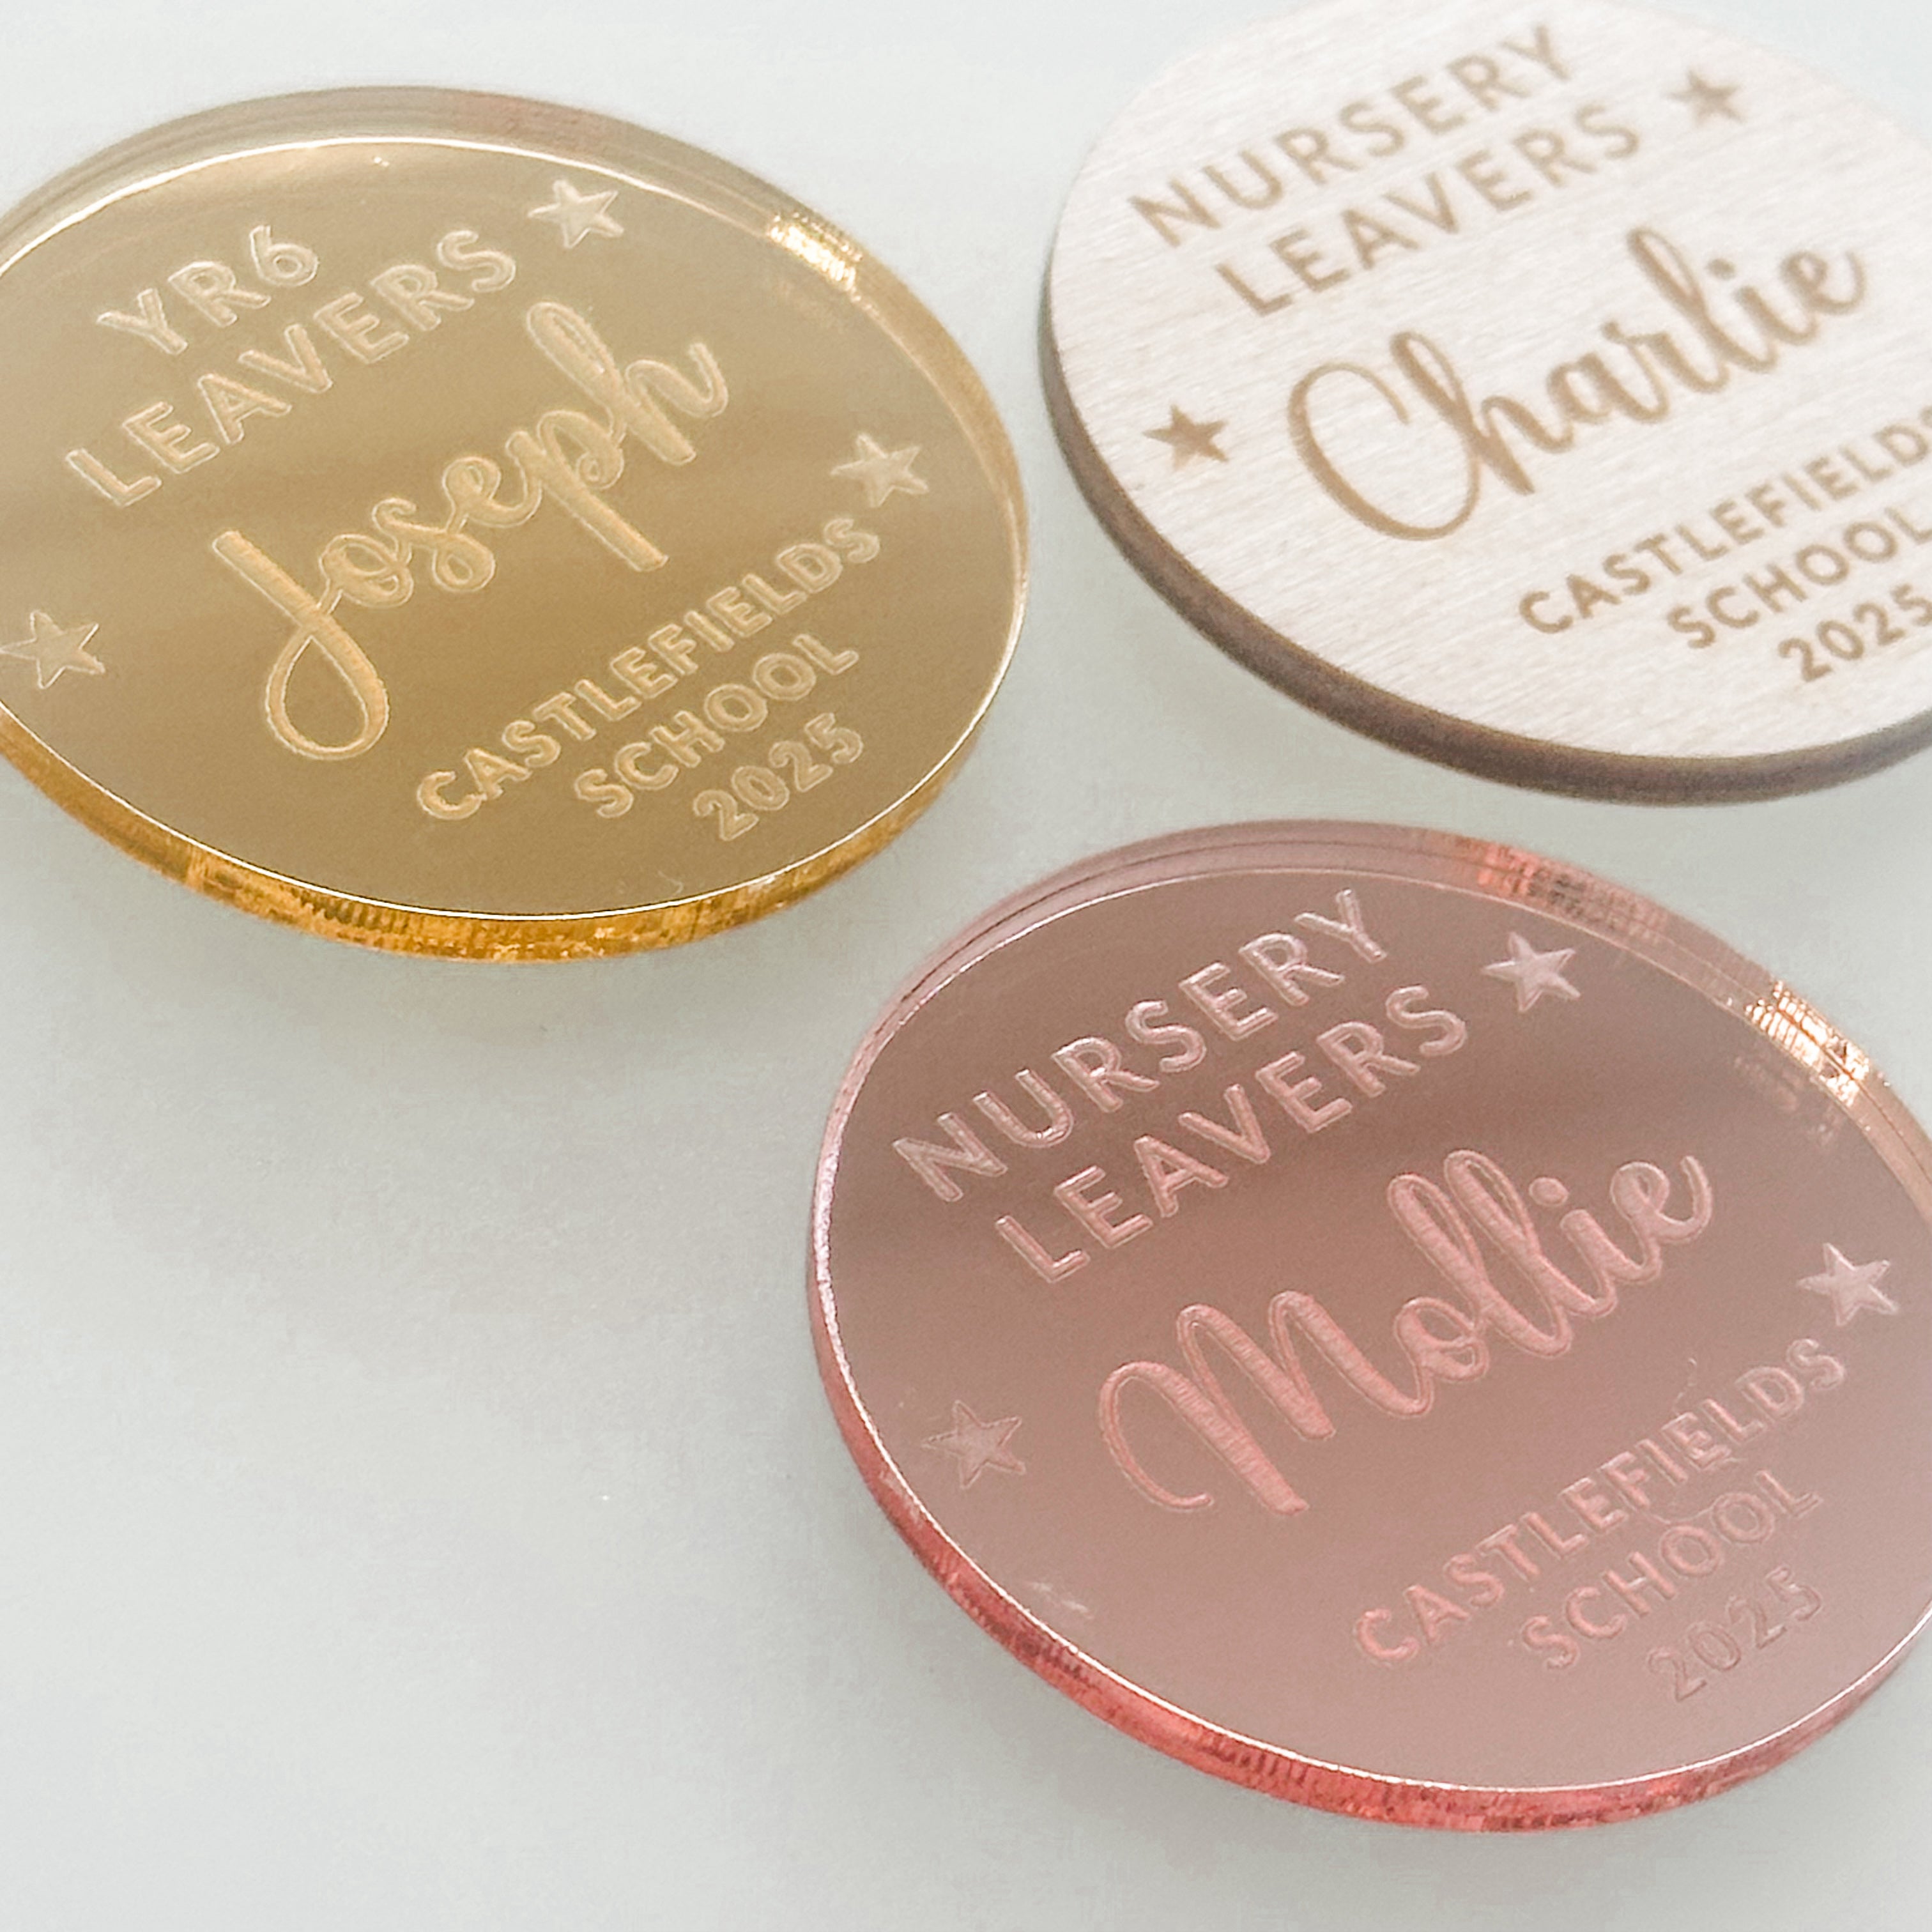 YR6
LEAVERS
Joseph
CASTLEFIELDS
SCHOOL
2025
NURSERY
LEAVERS
Charlie
CASTLEFIELDS
SCHOOL
2025
NURSERY
LEAVERS
Mollie
CASTLEFIELDS
SCHOOL
2025